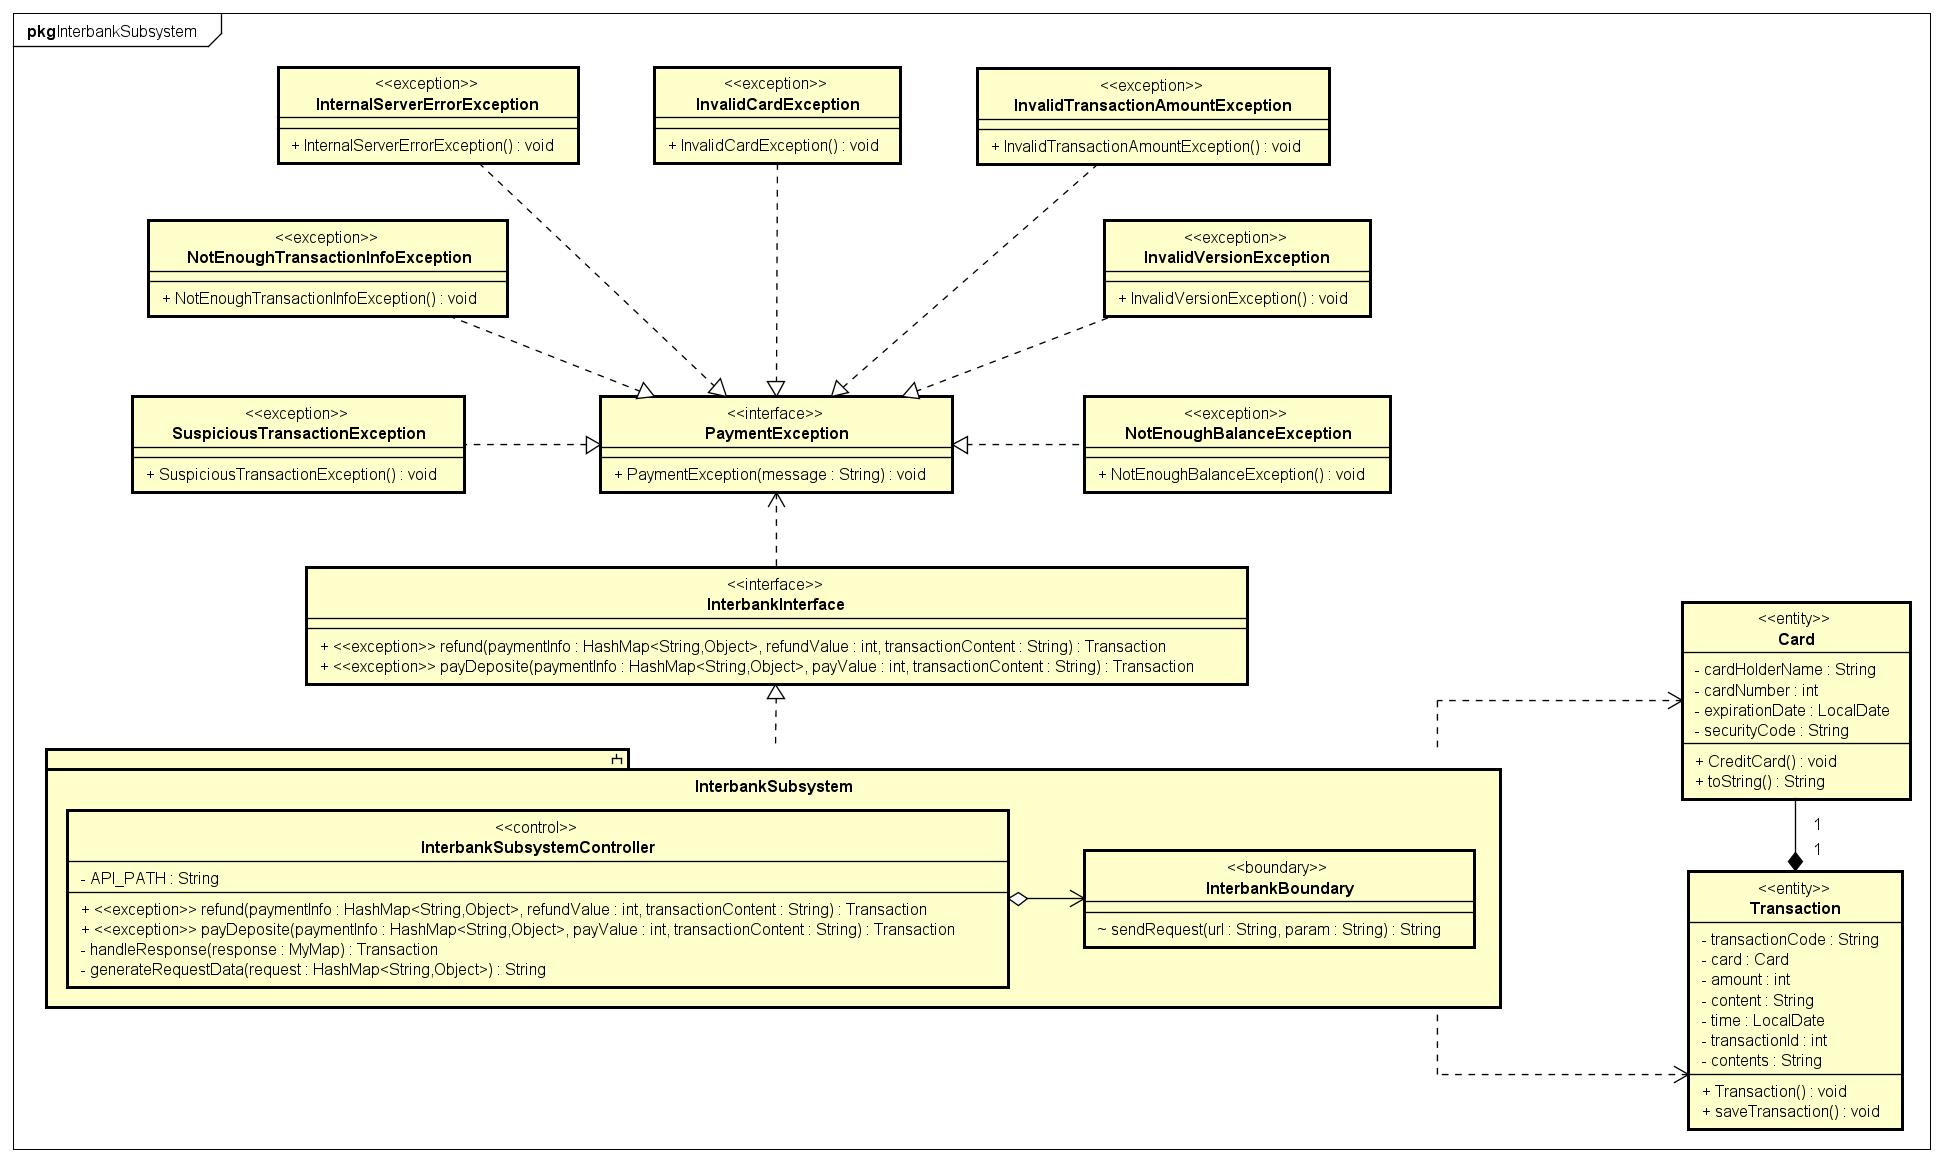 pkgInterbankSubsystem
<<exception>>
InternalServerErrorException
+ InternalServerErrorException() : void
<<exception>>
InvalidCardException
+ InvalidCardException() : void
<<exception>>
InvalidTransactionAmountException
+ InvalidTransactionAmountException() : void
<<exception>>
NotEnoughTransactionInfoException
+ NotEnoughTransactionInfoException() : void
<<exception>>
InvalidVersionException
+ InvalidVersionException() : void
<<exception>>
SuspiciousTransactionException
+ SuspiciousTransactionException() : void
<<interface>>
PaymentException
+ PaymentException(message : String) : void
<<exception>>
NotEnoughBalanceException
+ NotEnoughBalanceException() : void
<<interface>>
InterbankInterface
+ <<exception>> refund(paymentInfo : HashMap<String,Object>, refundValue : int, transactionContent : String) : Transaction
+ <<exception>> payDeposite(paymentInfo : HashMap<String,Object>, payValue : int, transactionContent : String) : Transaction
<<entity>>
Card
- cardHolderName : String
- cardNumber : int
- expirationDate : LocalDate
- securityCode : String
+ CreditCard() : void
+ toString() : String
1
1
InterbankSubsystem
<<control>>
InterbankSubsystemController
- API_PATH : String
+ <<exception>> refund(paymentInfo : HashMap<String,Object>, refundValue : int, transactionContent : String) : Transaction
+ <<exception>> payDeposite(paymentInfo : HashMap<String,Object>, payValue : int, transactionContent : String) : Transaction
- handleResponse(response : MyMap) : Transaction
- generateRequestData(request : HashMap<String,Object>) : String
<<boundary>>
InterbankBoundary
~ sendRequest(url : String, param : String) : String
<<entity>>
Transaction
- transactionCode : String
- card : Card
- amount : int
- content : String
- time : LocalDate
- transactionId : int
- contents : String
+ Transaction() : void
+ saveTransaction() : void